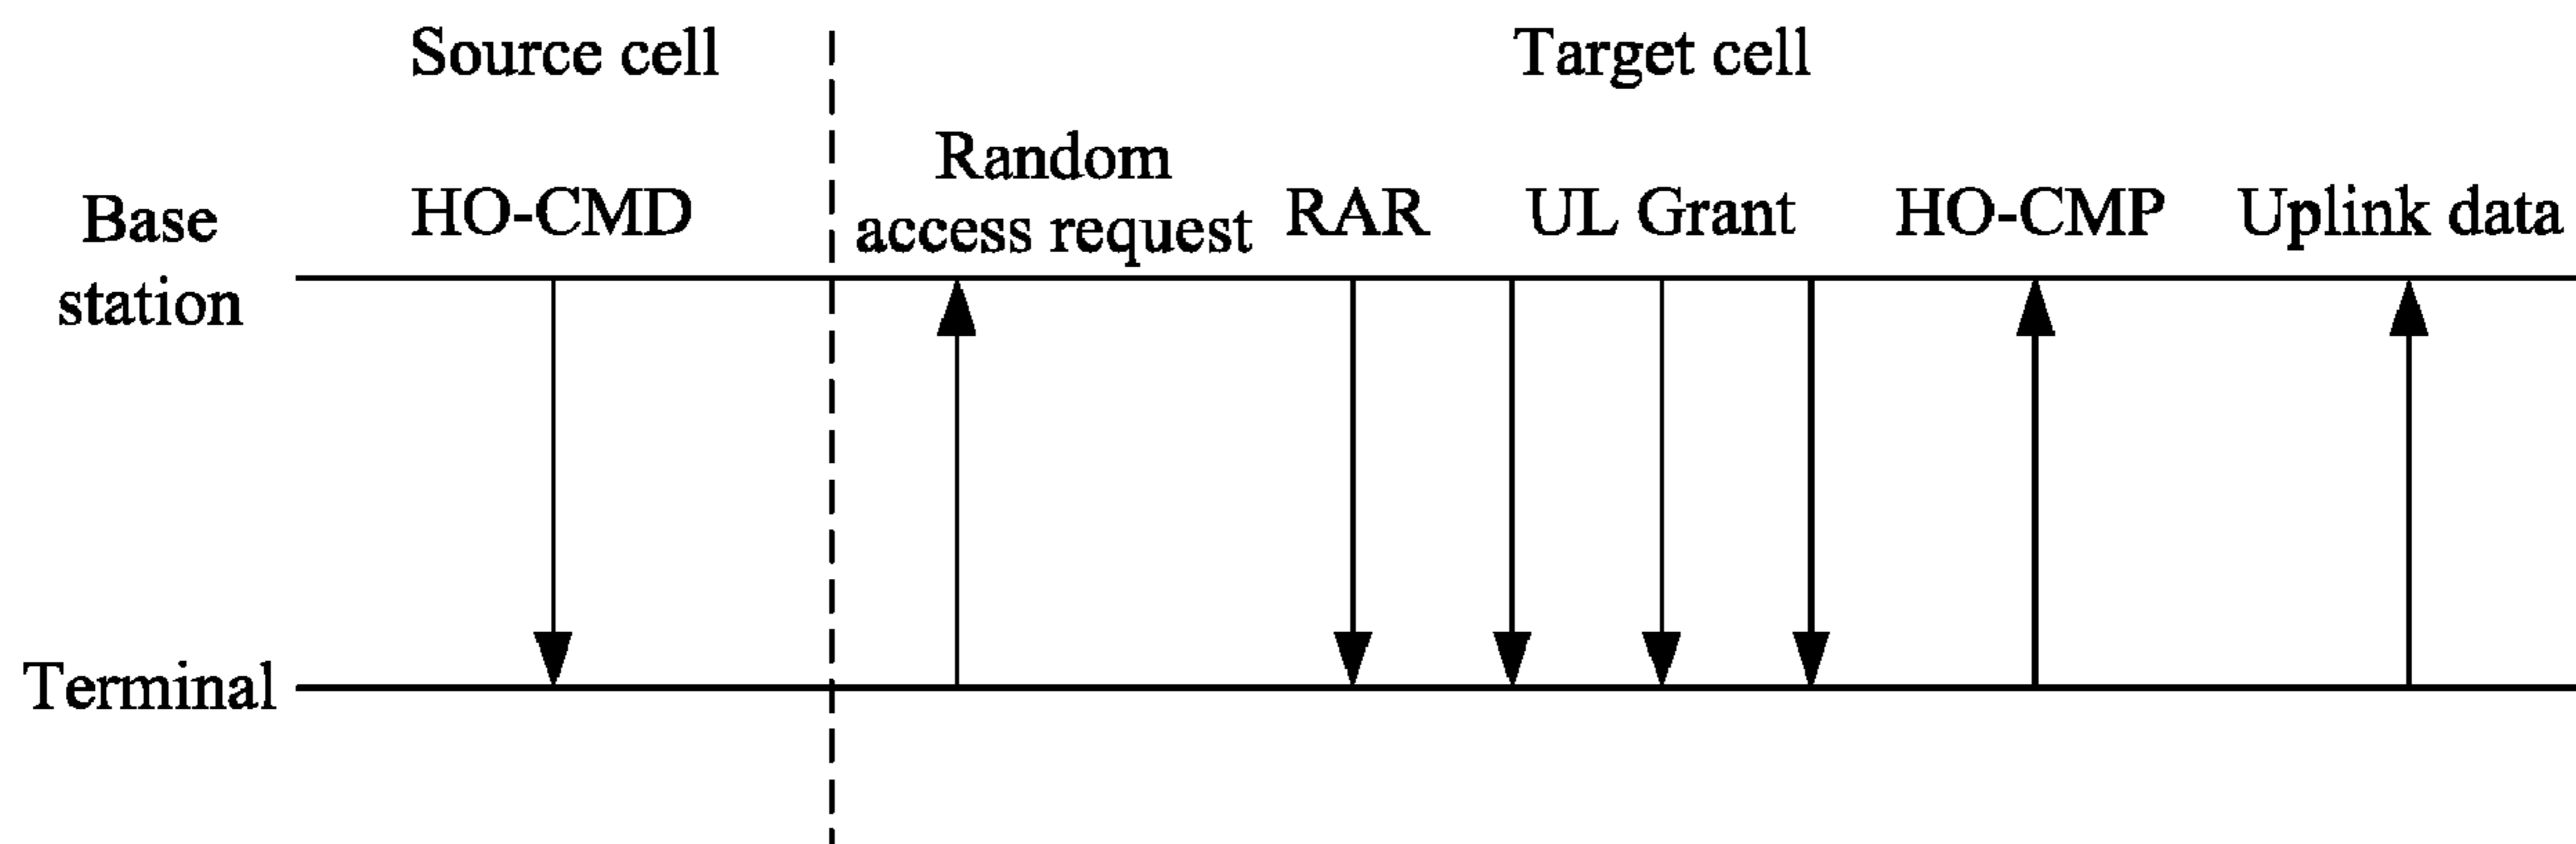 Source cell
Target cell
Random
access request
HO-CMD
RAR
UL Grant
HO-CMP
Uplink data
Base
station
Terminal